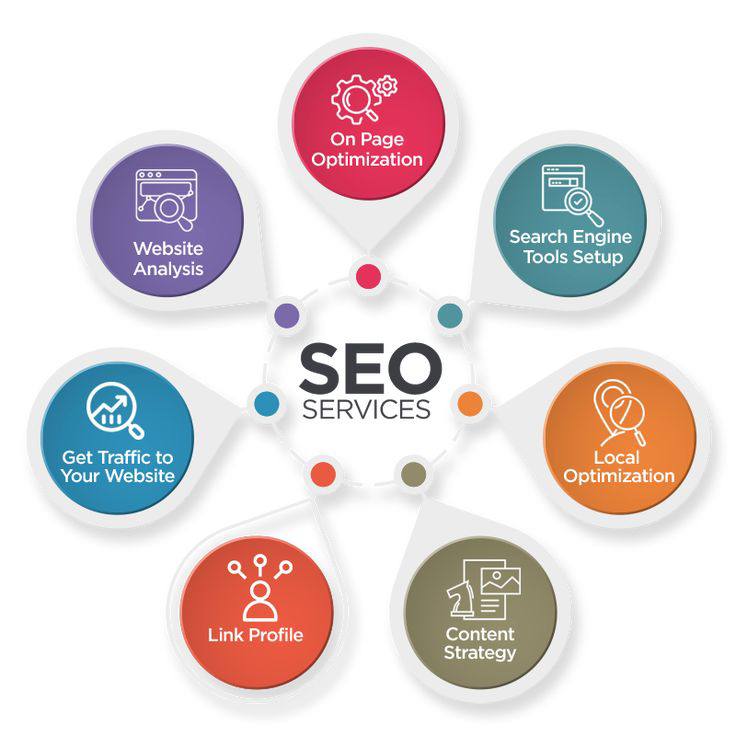 On Page
Optimization
Search Engine
Tools Setup
Local
Optimization
Content
Strategy
Link Profile
Get Traffic to
Your Website
Website
Analysis
SEO
SERVICES